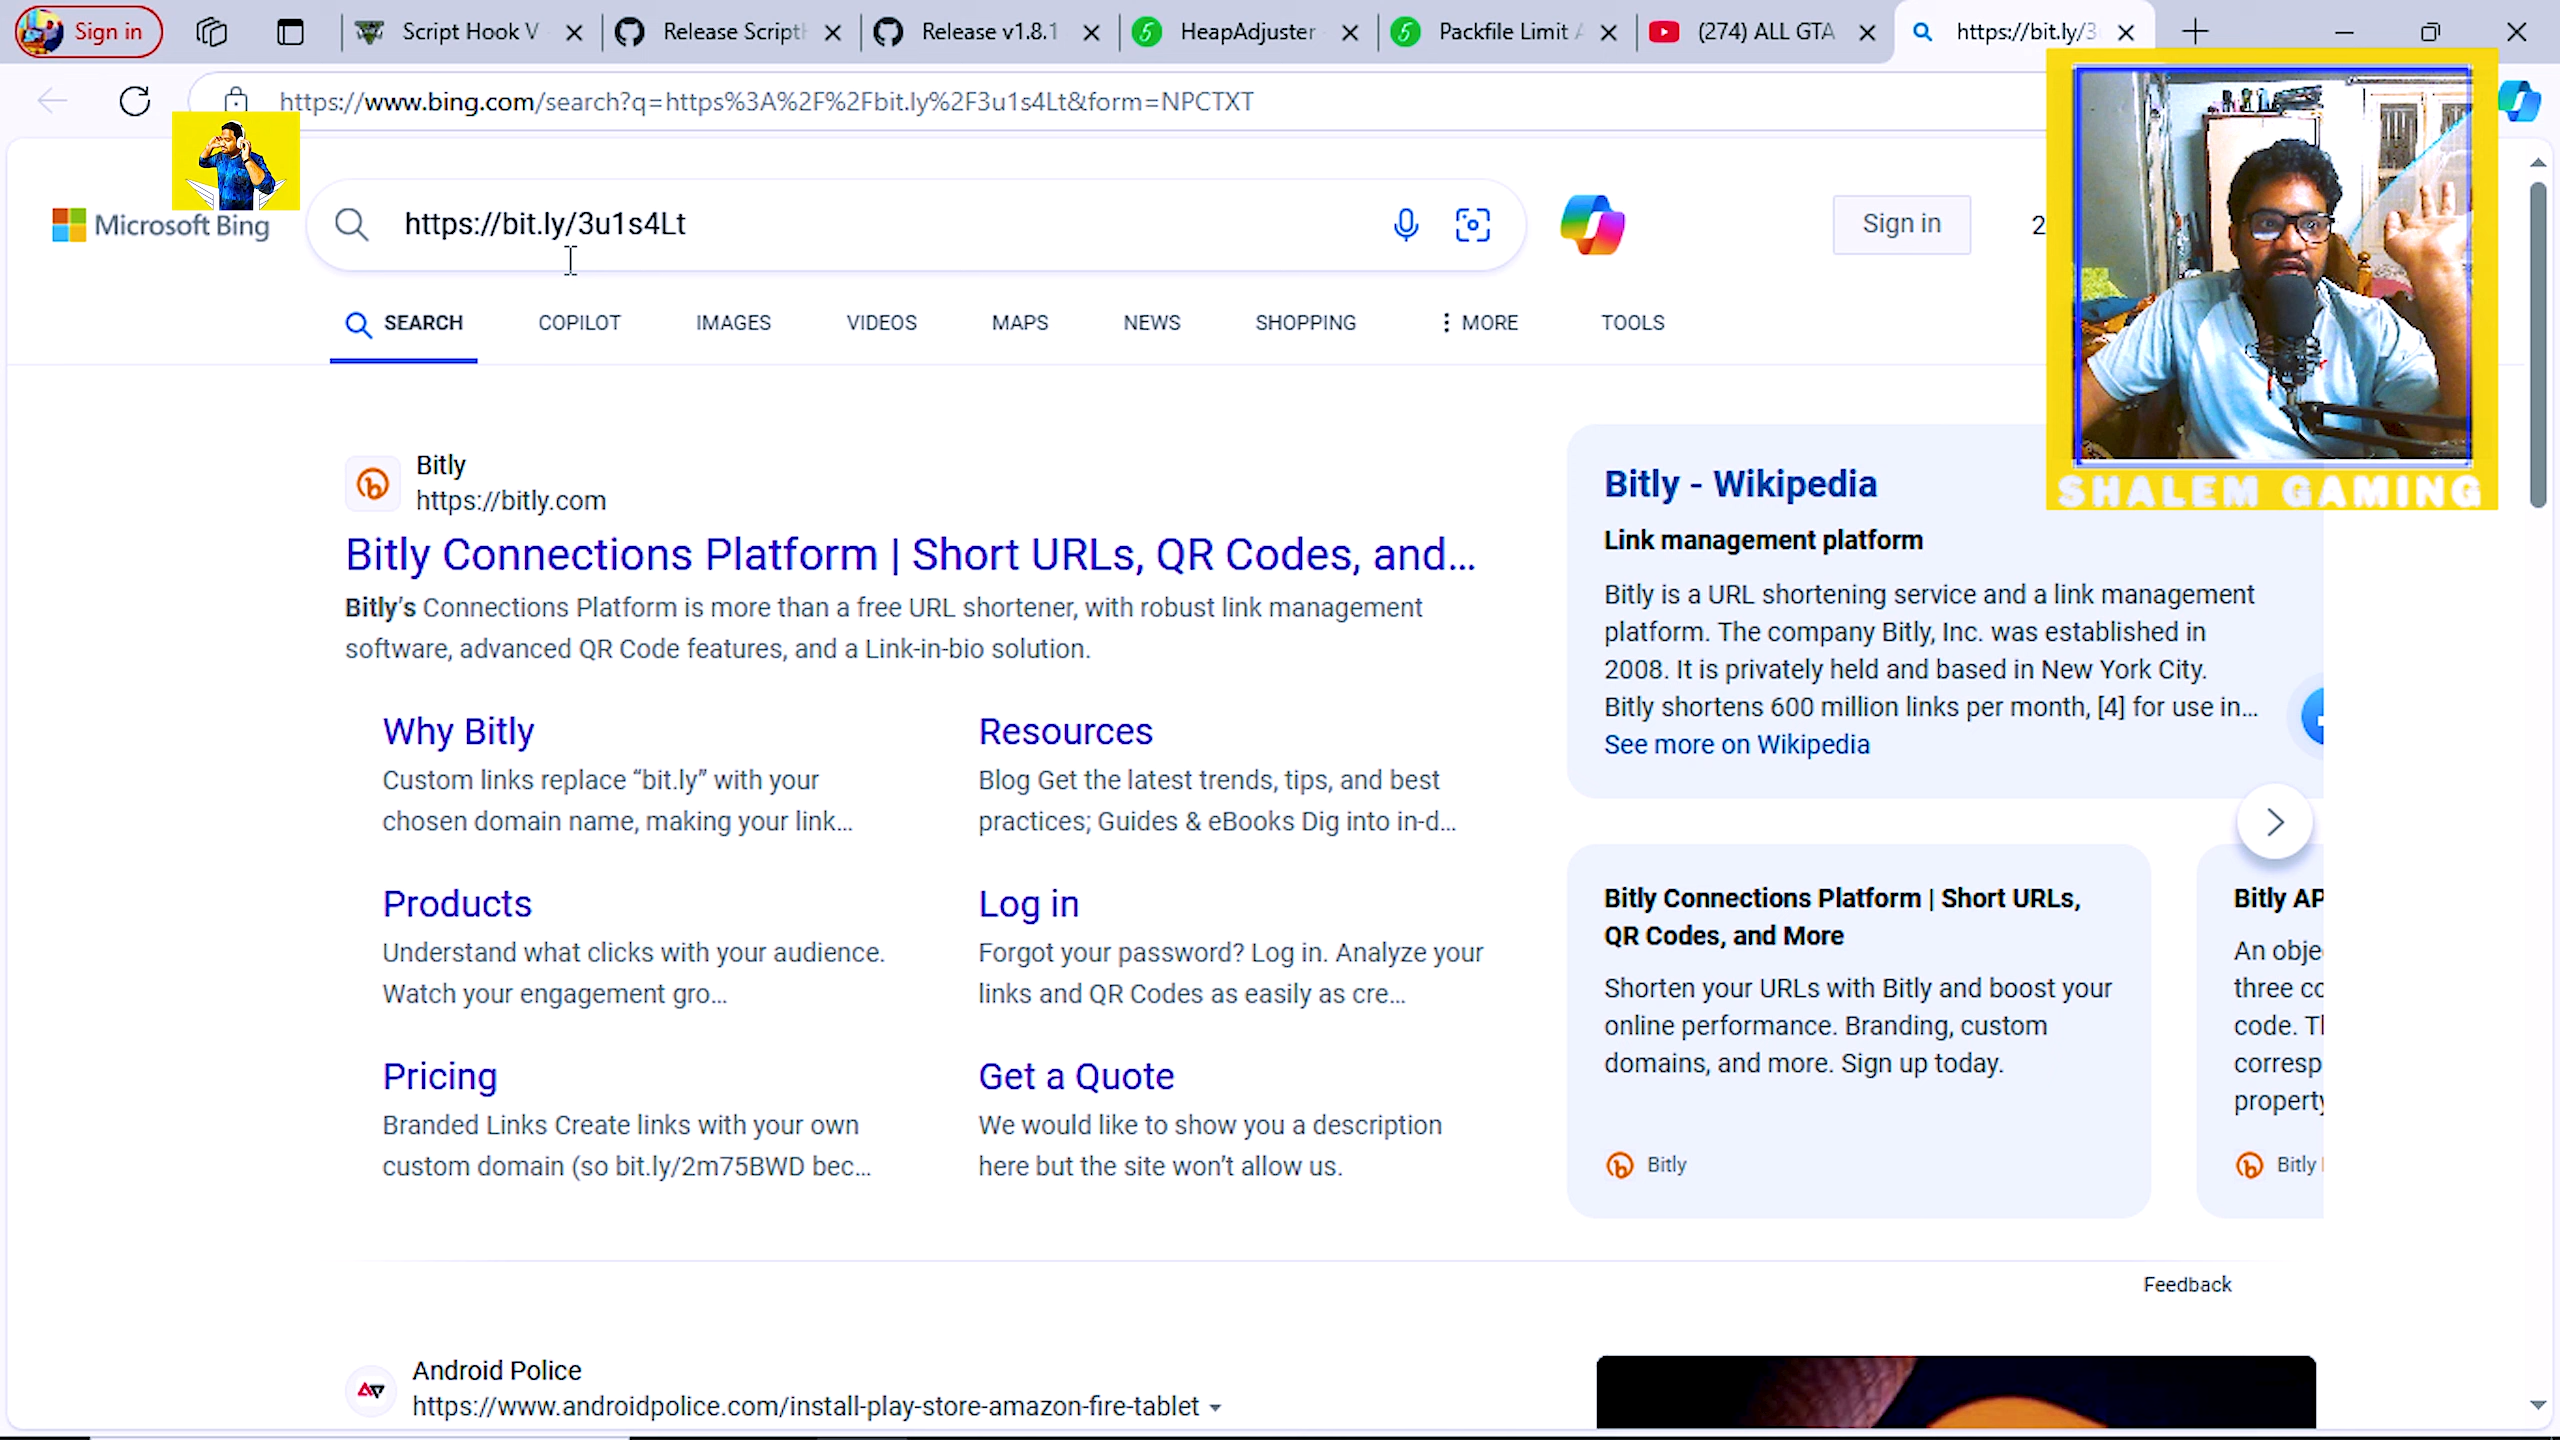 Sign in
Script Hook V
Release Script
Release v1.8.1
HeapAdjuster
Packfile Limit A
(274) ALL GTA
https://bit.ly/3
https://www.bing.com/search?q=https%3A%2F%2Fbit.ly%2F3u1s4Lt&form=NPCTXT
Microsoft Bing
https://bit.ly/3u1s4Lt
Sign in
2
SEARCH
COPILOT
IMAGES
VIDEOS
MAPS
NEWS
SHOPPING
MORE
TOOLS
SHALEM GAMING
Bitly
https://bitly.com
Bitly Connections Platform | Short URLs, QR Codes, and...
Bitly's Connections Platform is more than a free URL shortener, with robust link management
software, advanced QR Code features, and a Link-in-bio solution.
Why Bitly
Custom links replace “bit.ly” with your
chosen domain name, making your link...
Resources
Blog Get the latest trends, tips, and best
practices; Guides & eBooks Dig into in-d...
Products
Understand what clicks with your audience.
Watch your engagement gro...
Log in
Forgot your password? Log in. Analyze your
links and QR Codes as easily as cre...
Pricing
Branded Links Create links with your own
custom domain (so bit.ly/2m75BWD bec...
Get a Quote
We would like to show you a description
here but the site won’t allow us.
Bitly - Wikipedia
Link management platform
Bitly is a URL shortening service and a link management
platform. The company Bitly, Inc. was established in
2008. It is privately held and based in New York City.
Bitly shortens 600 million links per month, [4] for use in...
See more on Wikipedia
Bitly Connections Platform | Short URLs,
QR Codes, and More
Shorten your URLs with Bitly and boost your
online performance. Branding, custom
domains, and more. Sign up today.
Bitly
Bitly AP
An obje
three co
code. Tl
corresp
property
Bitly
Feedback
Android Police
https://www.androidpolice.com/install-play-store-amazon-fire-tablet